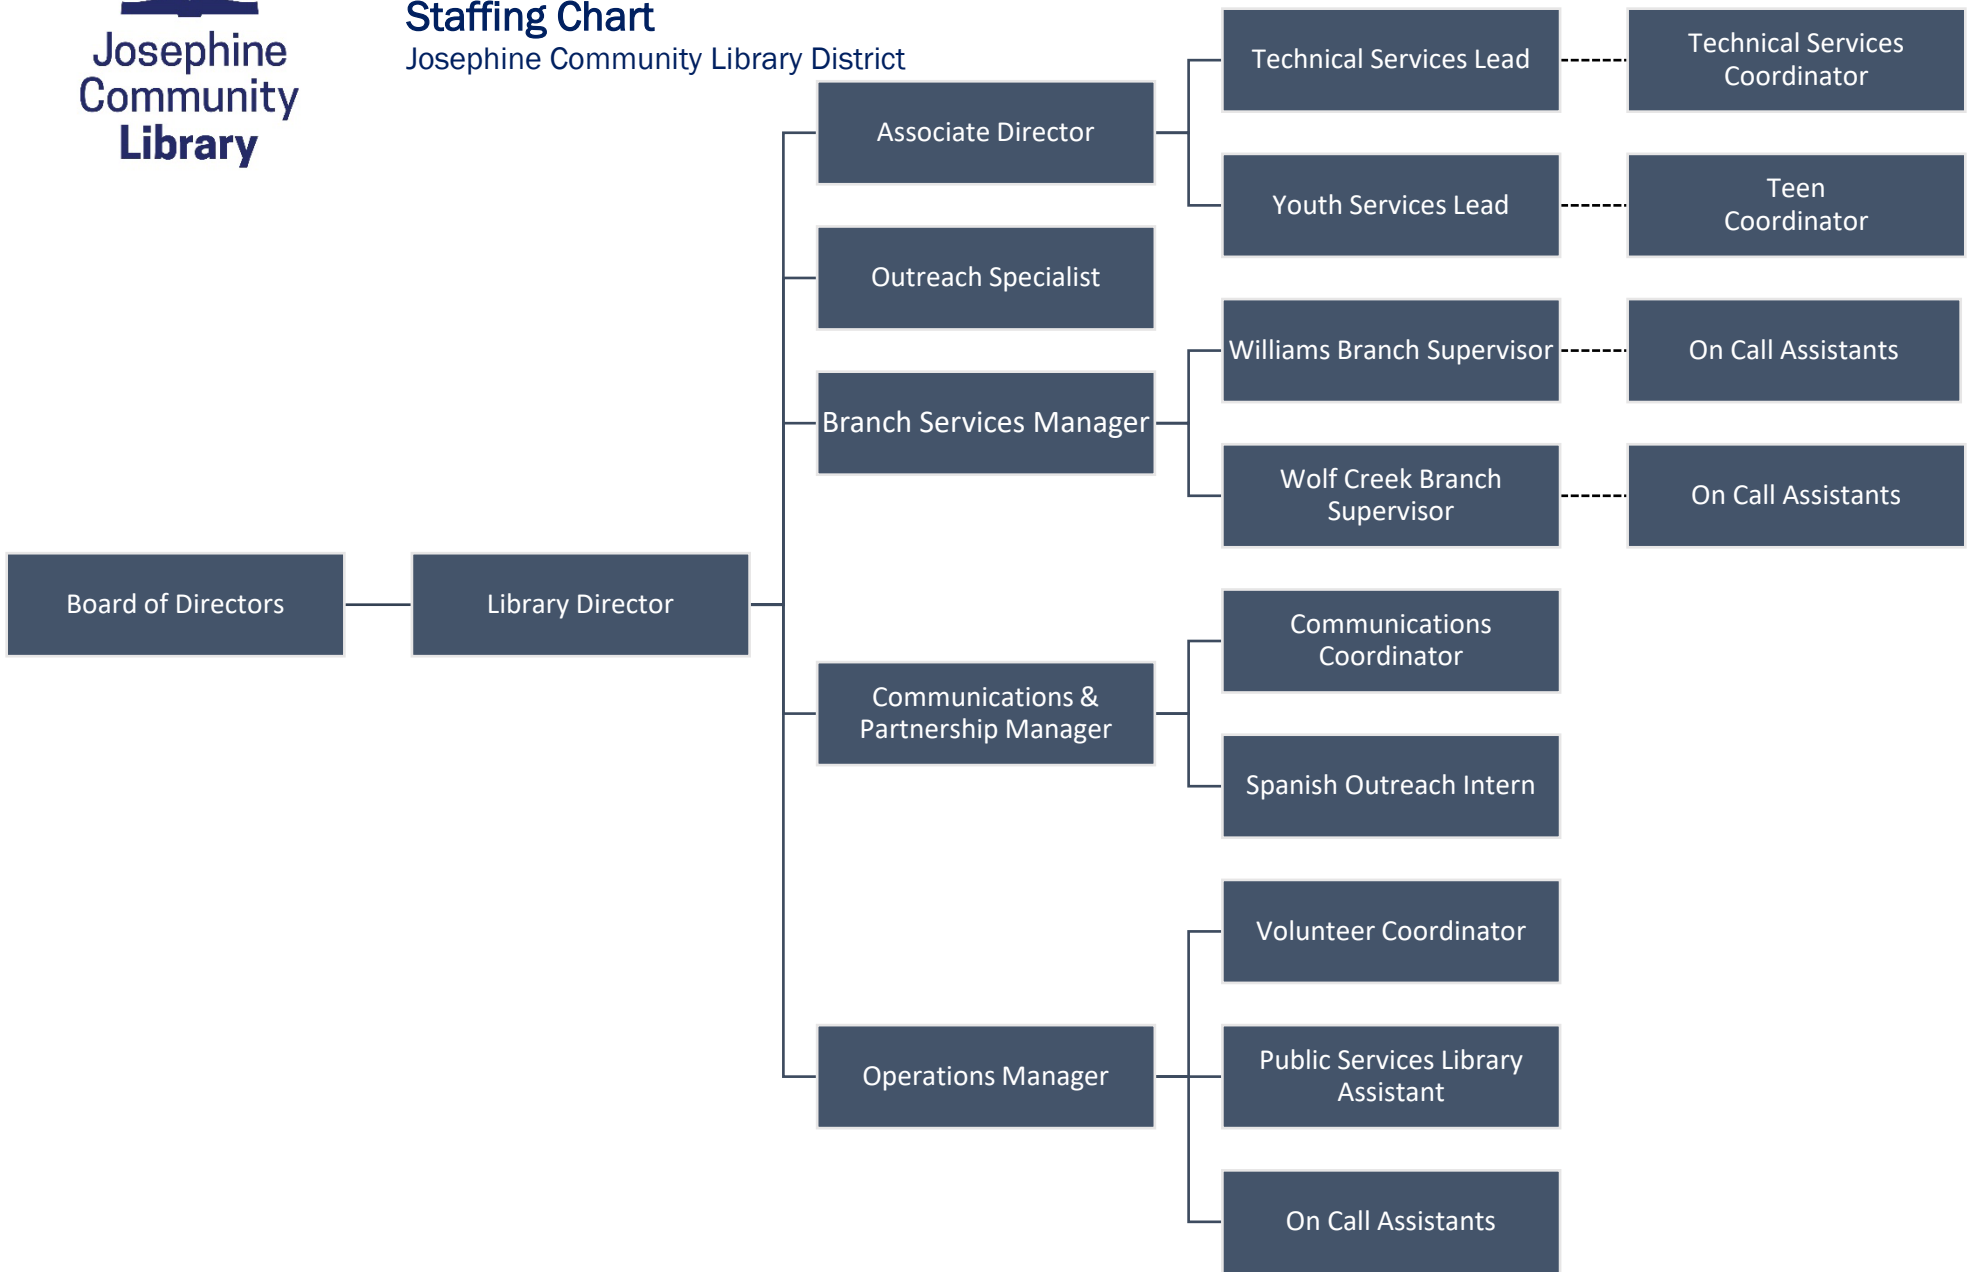 Josephine
Community
Library
Staffing Chart
Josephine Community Library District
Board of Directors
Library Director
Associate Director
Technical Services Lead
Technical Services
Coordinator
Youth Services Lead
Teen
Coordinator
Outreach Specialist
Branch Services Manager
Williams Branch Supervisor
On Call Assistants
Wolf Creek Branch
Supervisor
On Call Assistants
Communications &
Partnership Manager
Communications
Coordinator
Spanish Outreach Intern
Operations Manager
Volunteer Coordinator
Public Services Library
Assistant
On Call Assistants